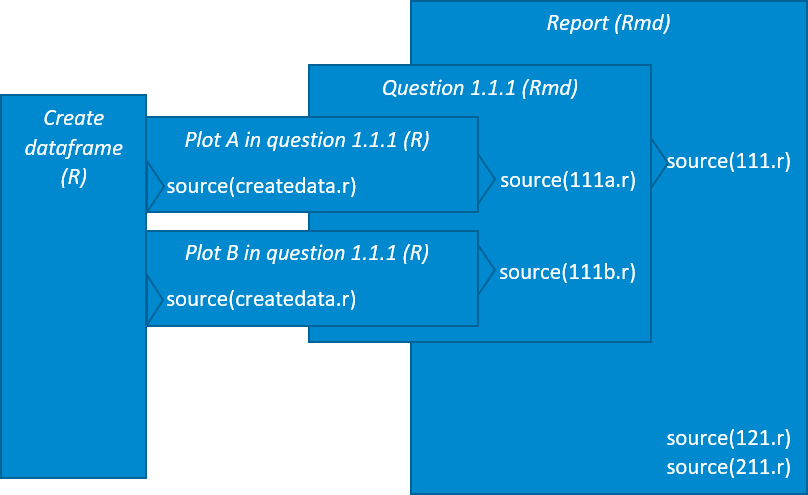 Report (Rmd)
Question 1.1.1 (Rmd)
Create
dataframe
(R)
Plot A in question 1.1.1 (R)
source(createdata.r)
source(111a.r)
source(111.r)
Plot B in question 1.1.1 (R)
source(createdata.r)
source(111b.r)
source(121.r)
source(211.r)